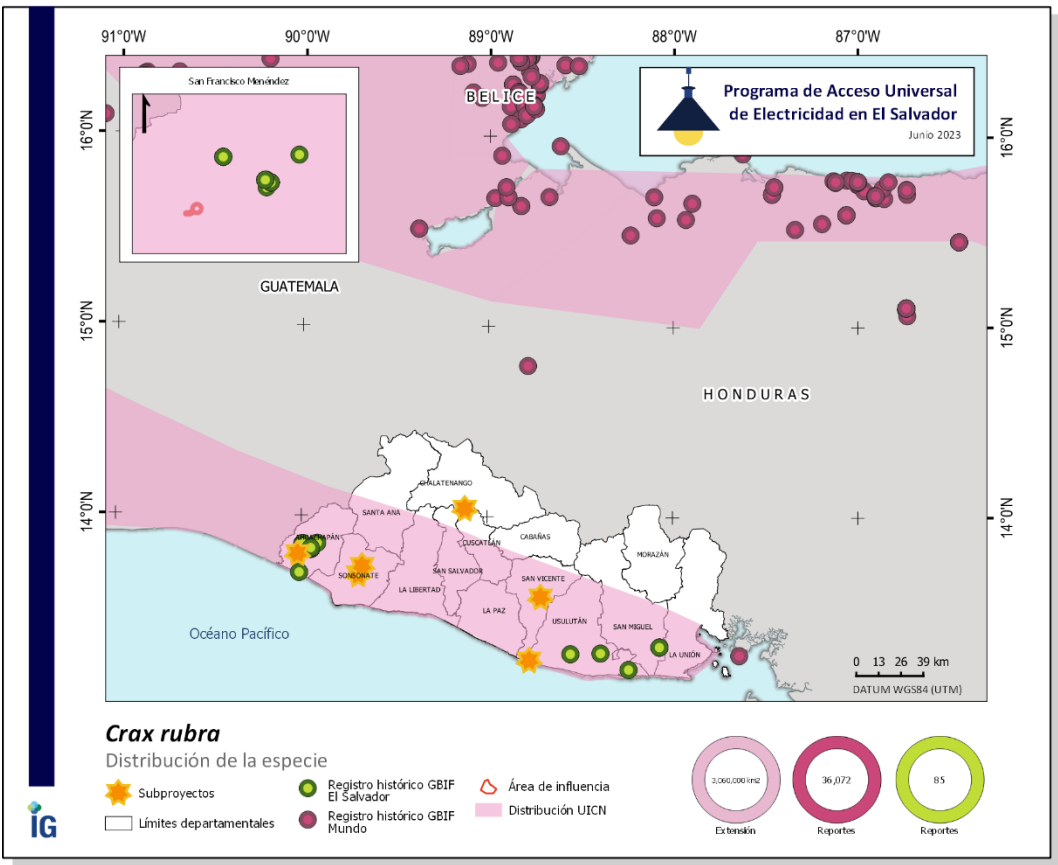 91°0'W
90°0'W
89°0'W
88°0'W
87°0'W
San Francisco Menéndez
Programa de Acceso Universal
de Electricidad en El Salvador
Junio 2023
BELICE
16°0'N
16°0'N
GUATEMALA
15°0'N
15°0'N
HONDURAS
14°0'N
14°0'N
CHALATENANGO
SANTA ANA
AHUACHAPÁN
CUSCATLÁN
CABAÑAS
MORAZÁN
SONSONATE
SAN SALVADOR
SAN VICENTE
LA LIBERTAD
LA PAZ
USULUTÁN
SAN MIGUEL
LA UNIÓN
Océano Pacífico
0 13 26 39 km
DATUM WGS84 (UTM)
Crax rubra
Distribución de la especie
Subproyectos
Límites departamentales
Registro histórico GBIF
El Salvador
Registro histórico GBIF
Mundo
Área de influencia
Distribución UICN
3,060,000 km2
Extensión
36,072
Reportes
85
Reportes
iG